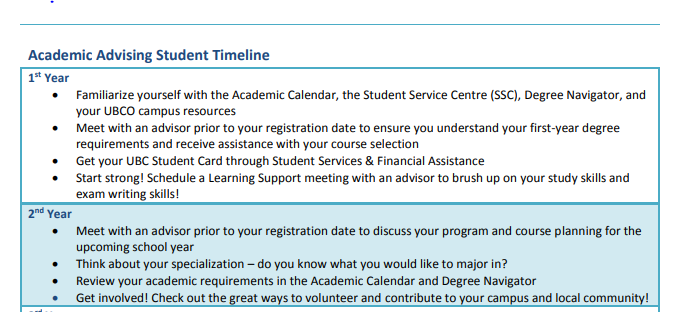 Academic Advising Student Timeline
1st Year
• Familiarize yourself with the Academic Calendar, the Student Service Centre (SSC), Degree Navigator, and
your UBCO campus resources
• Meet with an advisor prior to your registration date to ensure you understand your first-year degree
requirements and receive assistance with your course selection
• Get your UBC Student Card through Student Services & Financial Assistance
• Start strong! Schedule a Learning Support meeting with an advisor to brush up on your study skills and
exam writing skills!
2nd Year
• Meet with an advisor prior to your registration date to discuss your program and course planning for the
upcoming school year
• Think about your specialization – do you know what you would like to major in?
• Review your academic requirements in the Academic Calendar and Degree Navigator
• Get involved! Check out the great ways to volunteer and contribute to your campus and local community!